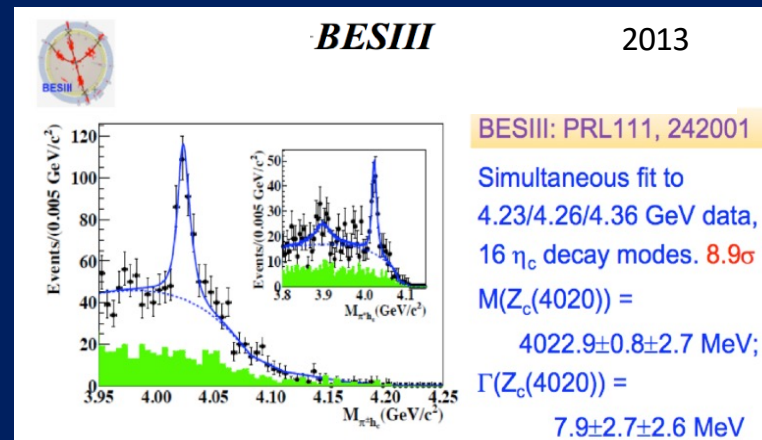 BESIII
2013
BESIII
BESIII: PRL111, 242001
Simultaneous fit to
4.23/4.26/4.36 GeV data,
16 ηc decay modes. 8.9σ
M(Zc(4020)) =
4022.9±0.8±2.7 MeV;
Γ(Zc(4020)) =
7.9±2.7±2.6 MeV
Events/(0.005 GeV/c²)
120
100
80
60
40
20
0
3.95
4.00
4.05
4.10
4.15
4.20
4.25
Mπ±hc(GeV/c²)
Events/(0.005 GeV/c²)
50
40
30
20
10
0
3.8
3.9
4.0
4.1
Mπ±hc(GeV/c²)